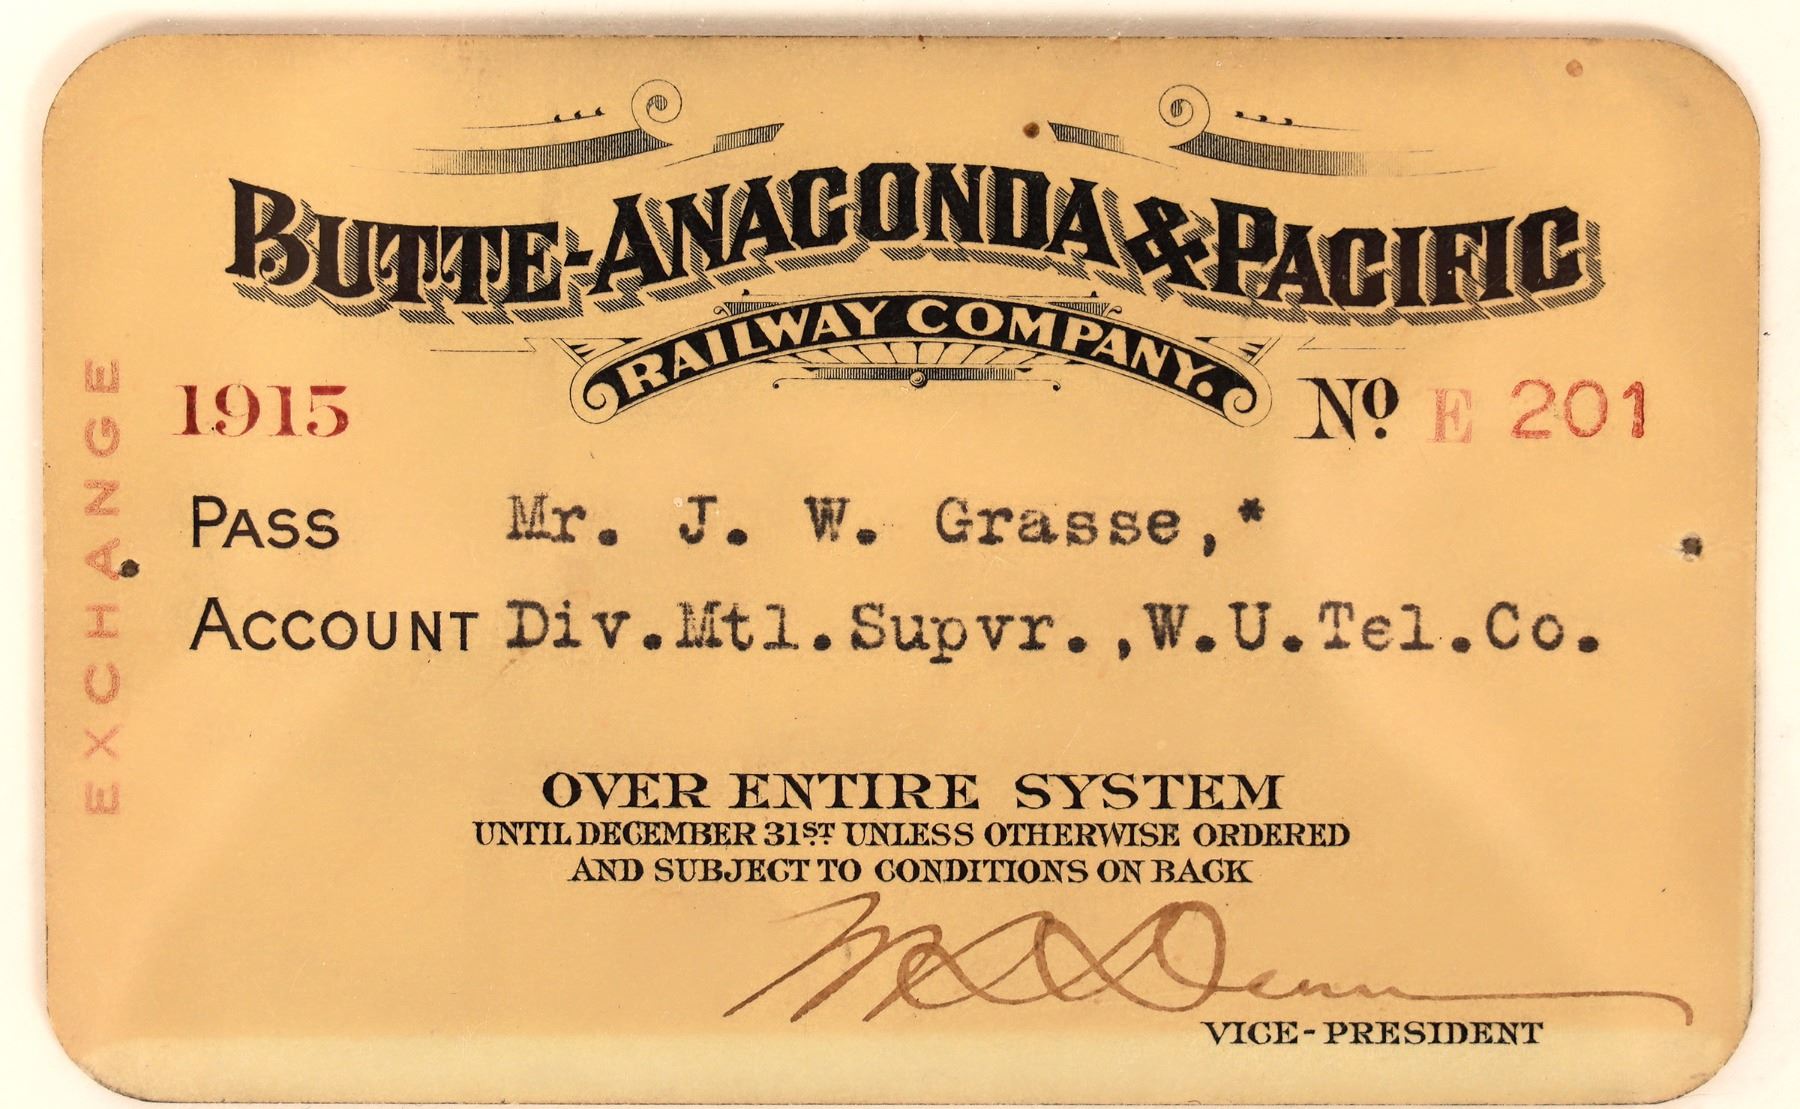 BUTTE-ANACONDA & PACIFIC
RAILWAY COMPANY.
1915
No. E 201
EXCHANGE
PASS Mr. J. W. Grasse,*
ACCOUNT Div.Mtl.Supvr.,W.U.Tel.Co.
OVER ENTIRE SYSTEM
UNTIL DECEMBER 31ST UNLESS OTHERWISE ORDERED
AND SUBJECT TO CONDITIONS ON BACK
VICE-PRESIDENT